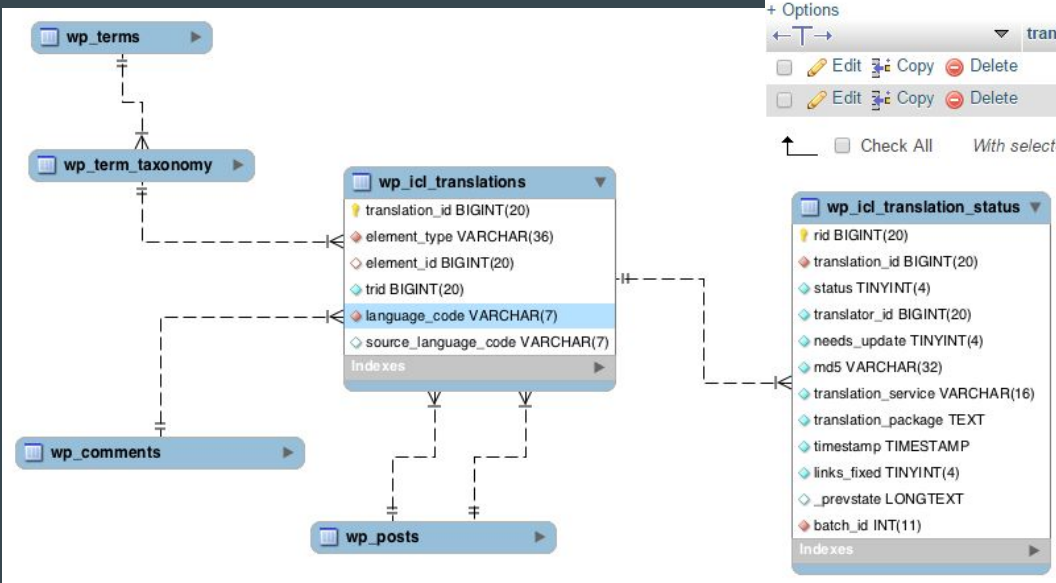 + Options
tran
Edit Copy Delete
Edit Copy Delete
Check All With select
wp_terms
wp_term_taxonomy
wp_icl_translations
translation_id BIGINT(20)
element_type VARCHAR(36)
element_id BIGINT(20)
trid BIGINT(20)
language_code VARCHAR(7)
source_language_code VARCHAR(7)
Indexes
wp_comments
wp_posts
wp_icl_translation_status
rid BIGINT(20)
translation_id BIGINT(20)
status TINYINT(4)
translator_id BIGINT(20)
needs_update TINYINT(4)
md5 VARCHAR(32)
translation_service VARCHAR(16)
translation_package TEXT
timestamp TIMESTAMP
links_fixed TINYINT(4)
_prevstate LONGTEXT
batch_id INT(11)
Indexes